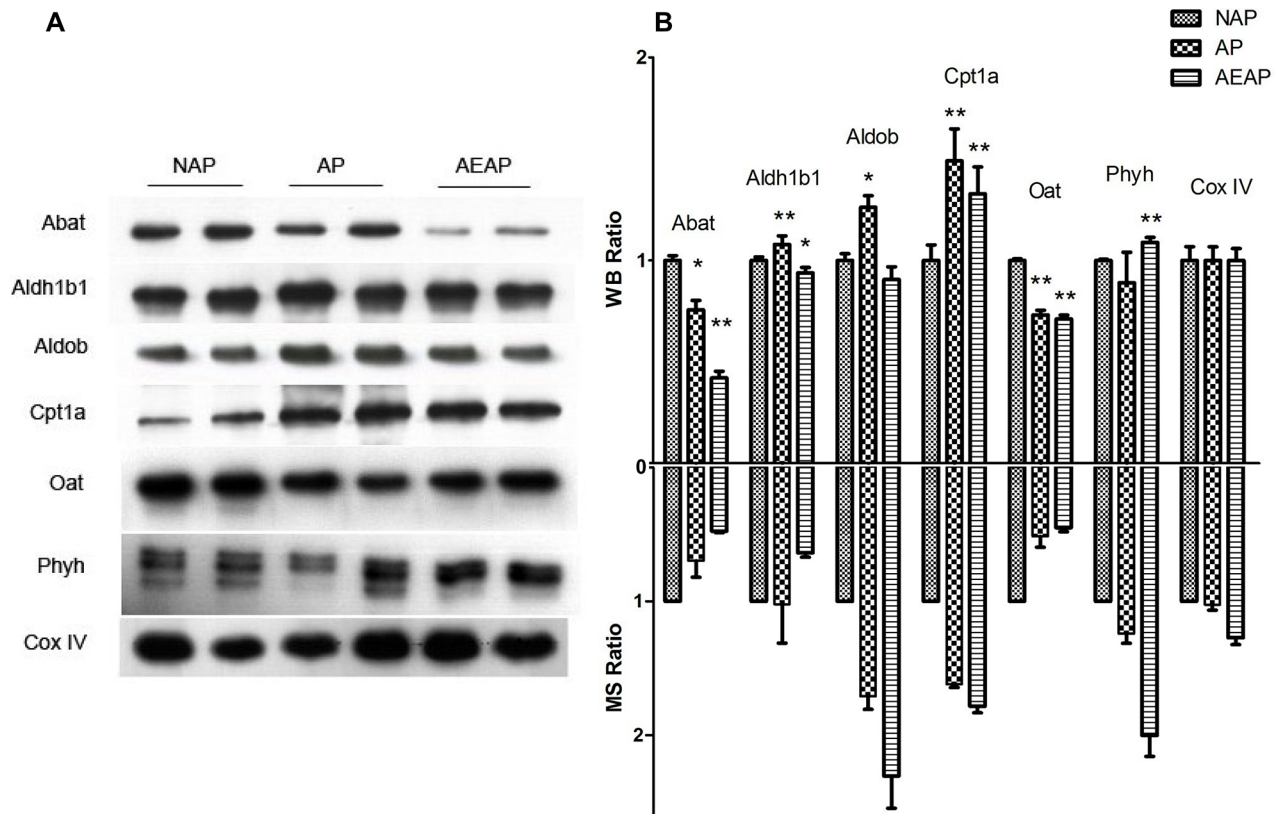 A
NAP AP AEAP
Abat
Aldh1b1
Aldob
Cpt1a
Oat
Phyh
Cox IV
B
NAP
AP
AEAP
WB Ratio
MS Ratio
2
1
0
1
2
Abat
*
**
Aldh1b1
**
*
Aldob
*
Cpt1a
**
**
Oat
**
**
Phyh
**
Cox IV